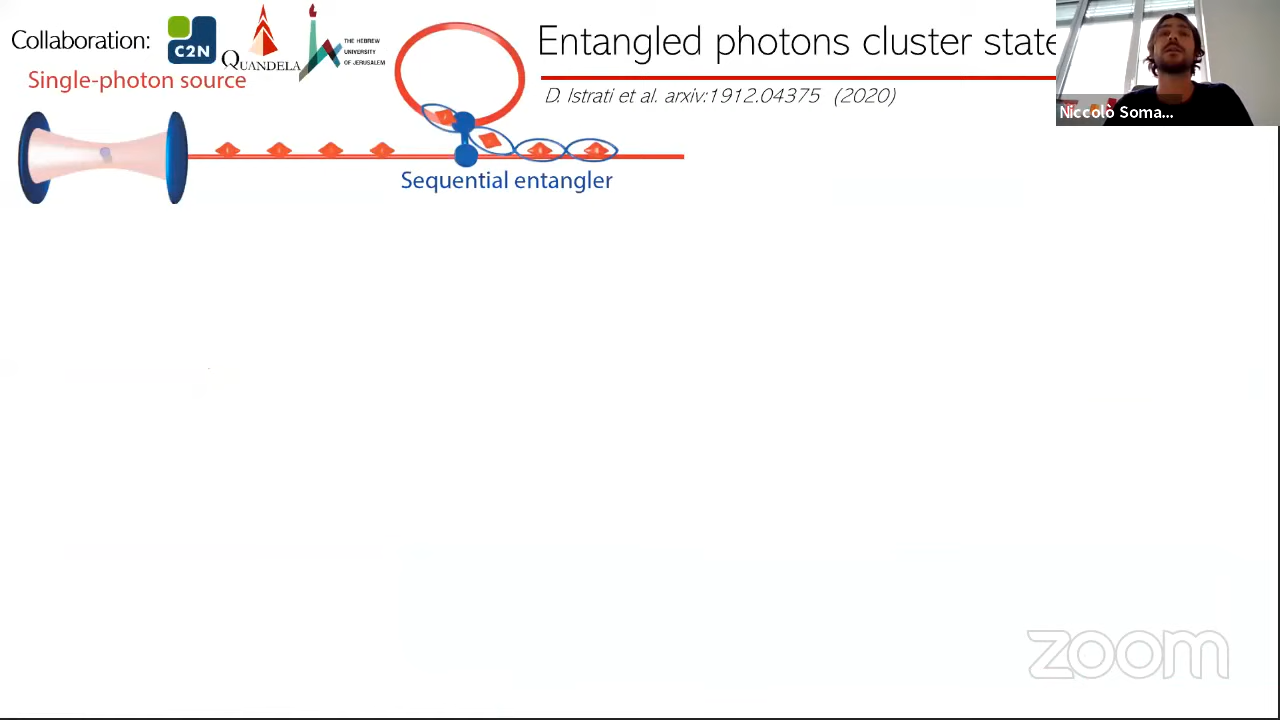 Collaboration:
C2N
QUANDELA
THE HEBREW
UNIVERSITY
OF JERUSALEM
Entangled photons cluster state
D. Istrati et al. arxiv:1912.04375 (2020)
Niccolò Soma...
Single-photon source
Sequential entangler
zoom